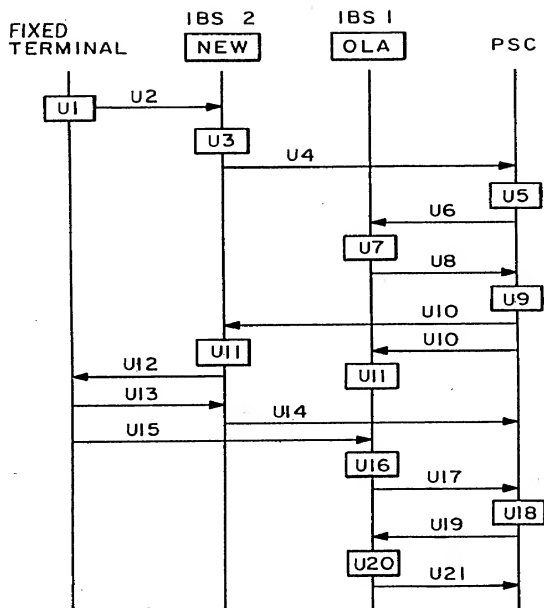 FIXED TERMINAL
IBS 2
NEW
IBS 1
OLA
PSC
U1
U2
U3
U4
U5
U6
U7
U8
U9
U10
U10
U11
U12
U11
U13
U14
U15
U16
U17
U18
U19
U20
U21